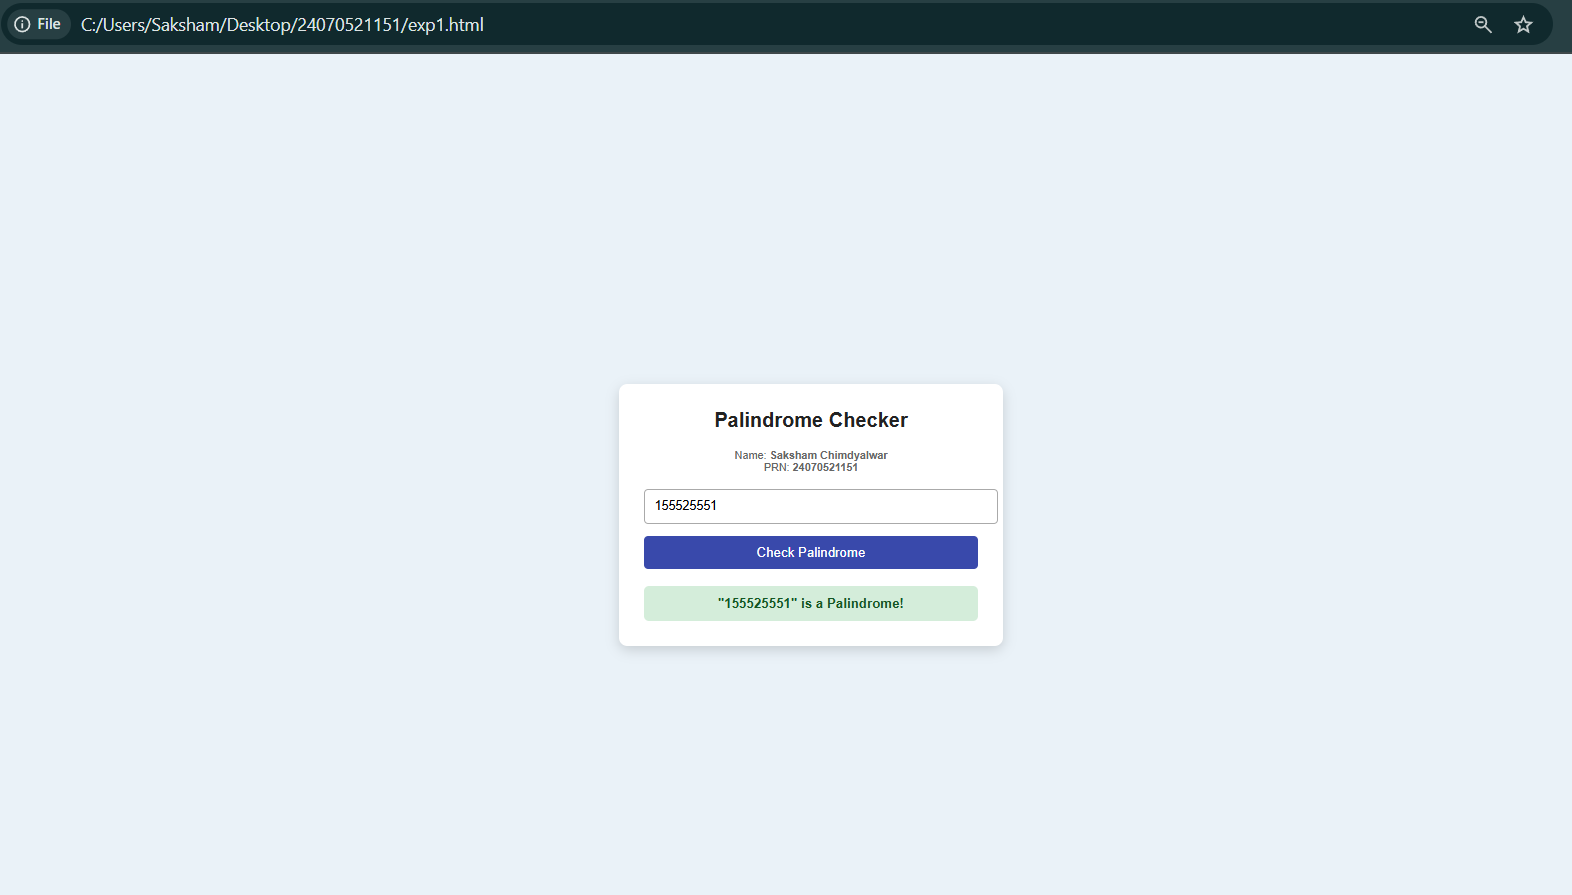 File C:/Users/Saksham/Desktop/24070521151/exp1.html
Palindrome Checker
Name: Saksham Chimdyalwar
PRN: 24070521151
155525551
Check Palindrome
"155525551" is a Palindrome!